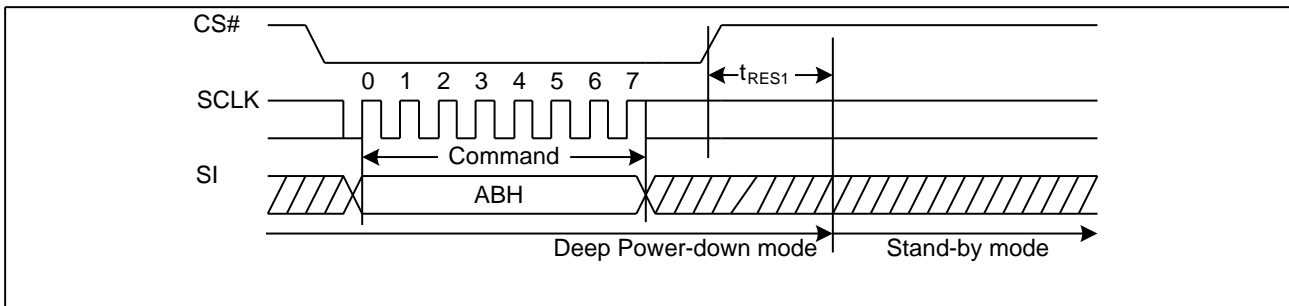 CS#
tRES1
0 1 2 3 4 5 6 7
SCLK
Command
SI
ABH
Deep Power-down mode Stand-by mode